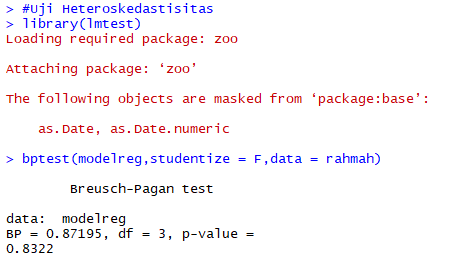 > #Uji Heteroskedastisitas
> library(lmtest)
Loading required package: zoo
Attaching package: ‘zoo’
The following objects are masked from ‘package:base’:
as.Date, as.Date.numeric
> bptest(modelreg,studentize = F,data = rahmah)
Breusch-Pagan test
data:  modelreg
BP = 0.87195, df = 3, p-value =
0.8322